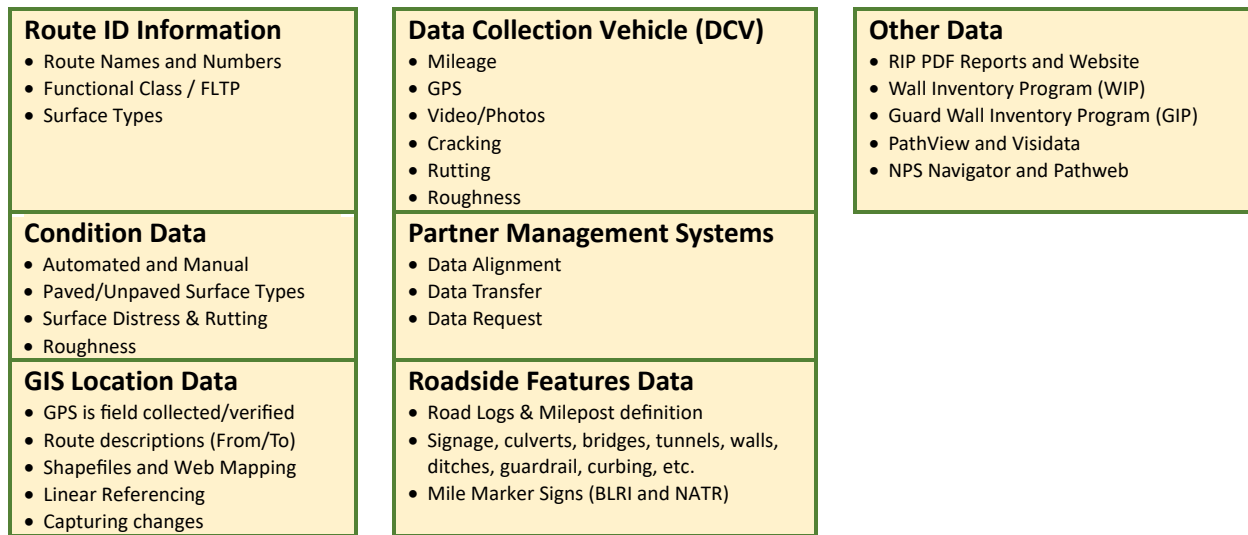 Route ID Information
• Route Names and Numbers
• Functional Class / FLTP
• Surface Types
Condition Data
• Automated and Manual
• Paved/Unpaved Surface Types
• Surface Distress & Rutting
• Roughness
GIS Location Data
• GPS is field collected/verified
• Route descriptions (From/To)
• Shapefiles and Web Mapping
• Linear Referencing
• Capturing changes
Data Collection Vehicle (DCV)
• Mileage
• GPS
• Video/Photos
• Cracking
• Rutting
• Roughness
Partner Management Systems
• Data Alignment
• Data Transfer
• Data Request
Roadside Features Data
• Road Logs & Milepost definition
• Signage, culverts, bridges, tunnels, walls,
ditches, guardrail, curbing, etc.
• Mile Marker Signs (BLRI and NATR)
Other Data
• RIP PDF Reports and Website
• Wall Inventory Program (WIP)
• Guard Wall Inventory Program (GIP)
• PathView and Visidata
• NPS Navigator and Pathweb